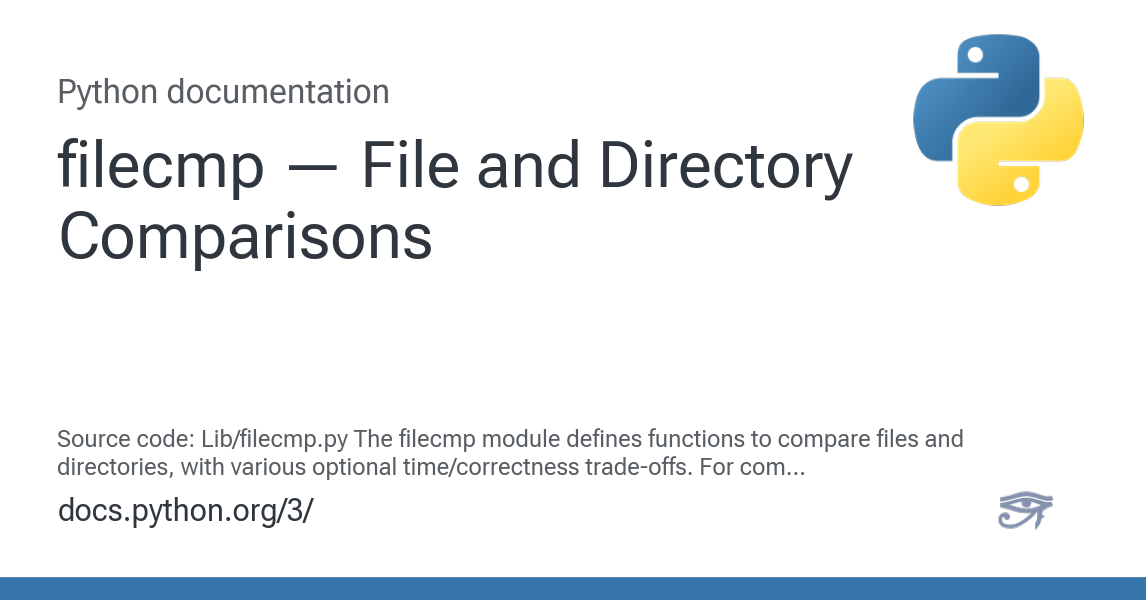 Python documentation
filecmp — File and Directory
Comparisons
Source code: Lib/filecmp.py The filecmp module defines functions to compare files and
directories, with various optional time/correctness trade-offs. For com...
docs.python.org/3/